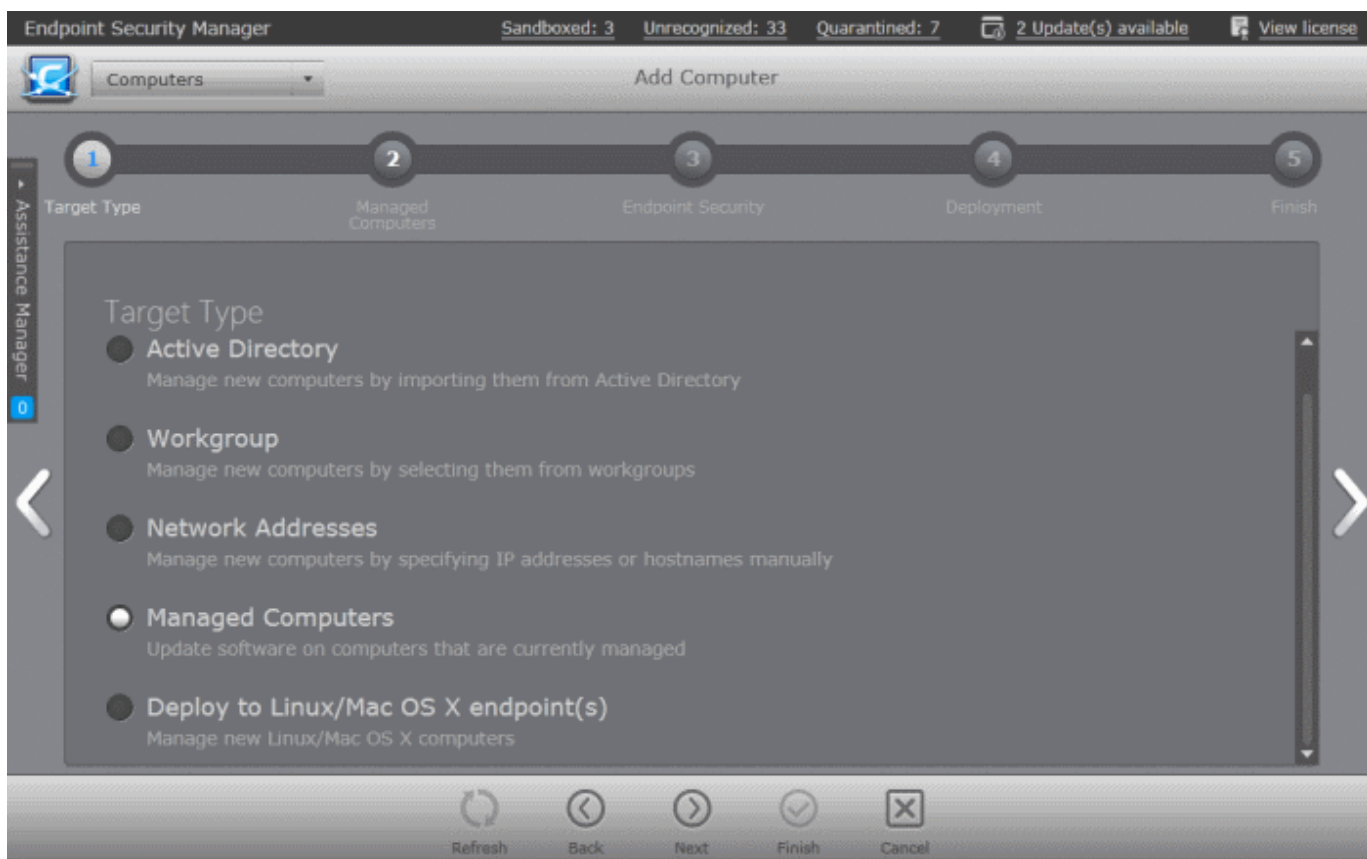 Endpoint Security Manager Sandboxed: 3 Unrecognized: 33 Quarantined: 7 2 Update(s) available View license
Computers Add Computer
1 2 3 4 5
Target Type Managed Computers Endpoint Security Deployment Finish
Assistance Manager 0
Target Type
Active Directory
Manage new computers by importing them from Active Directory
Workgroup
Manage new computers by selecting them from workgroups
Network Addresses
Manage new computers by specifying IP addresses or hostnames manually
Managed Computers
Update software on computers that are currently managed
Deploy to Linux/Mac OS X endpoint(s)
Manage new Linux/Mac OS X computers
Refresh Back Next Finish Cancel